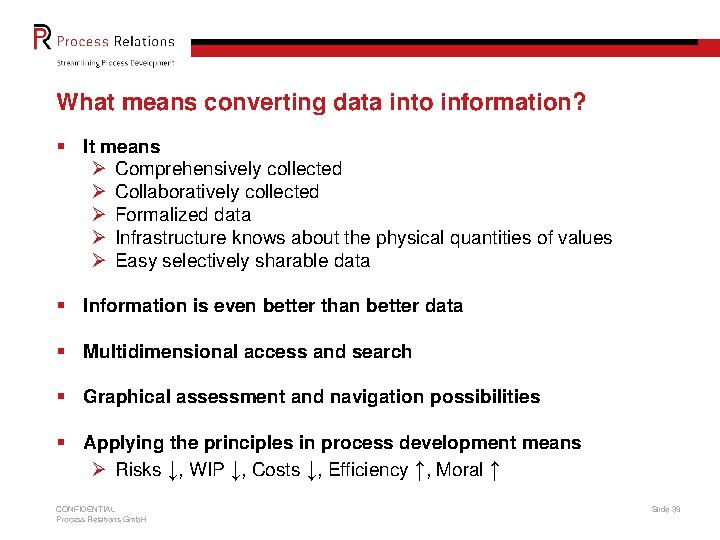 PR Process Relations
Streamlining Process Development
What means converting data into information?
▪ It means
➢ Comprehensively collected
➢ Collaboratively collected
➢ Formalized data
➢ Infrastructure knows about the physical quantities of values
➢ Easy selectively sharable data
▪ Information is even better than better data
▪ Multidimensional access and search
▪ Graphical assessment and navigation possibilities
▪ Applying the principles in process development means
➢ Risks ↓, WIP ↓, Costs ↓, Efficiency ↑, Moral ↑
CONFIDENTIAL
Process Relations GmbH
Slide 39